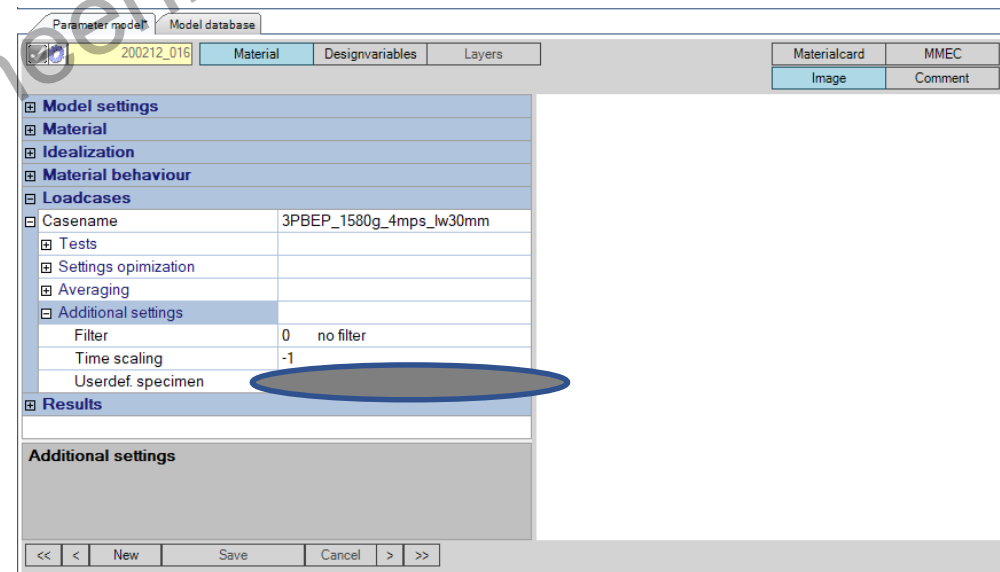 Parameter model* Model database
200212_016 Material Designvariables Layers Materialcard MMEC
Image Comment
Model settings
Material
Idealization
Material behaviour
Loadcases
Casename 3PBEP_1580g_4mps_lw30mm
Tests
Settings opimization
Averaging
Additional settings
Filter 0 no filter
Time scaling -1
Userdef. specimen
Results
Additional settings
<< < New Save Cancel > >>